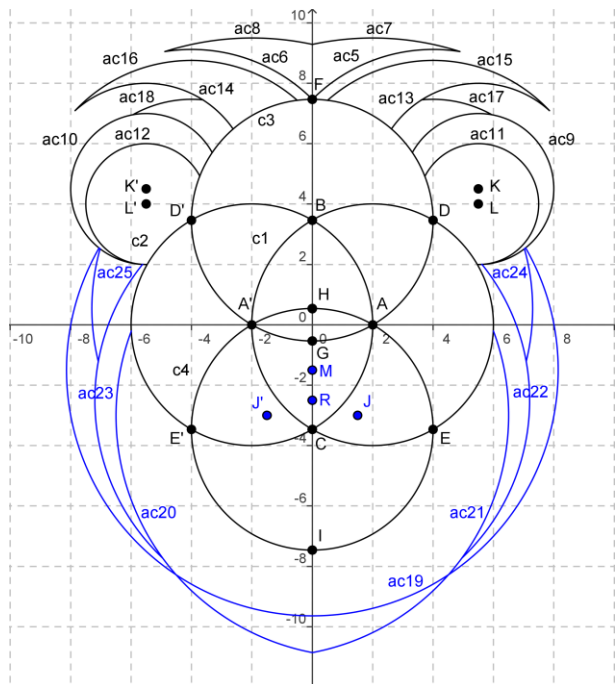 10
ac8 ac7
ac16 ac6 ac5 ac15
8
F
ac18 ac14 c3 ac13 ac17
ac10 ac12 6 ac11 ac9
K' K
L' 4 L
D' B D
c2 c1
ac25 2 ac24
A' H A
0
-10 -8 -6 -4 -2 0 2 4 6 8
G
c4 M
-2
ac23 J' R J ac22
E' -4 C E
-6
ac20 ac21
I
-8
ac19
-10